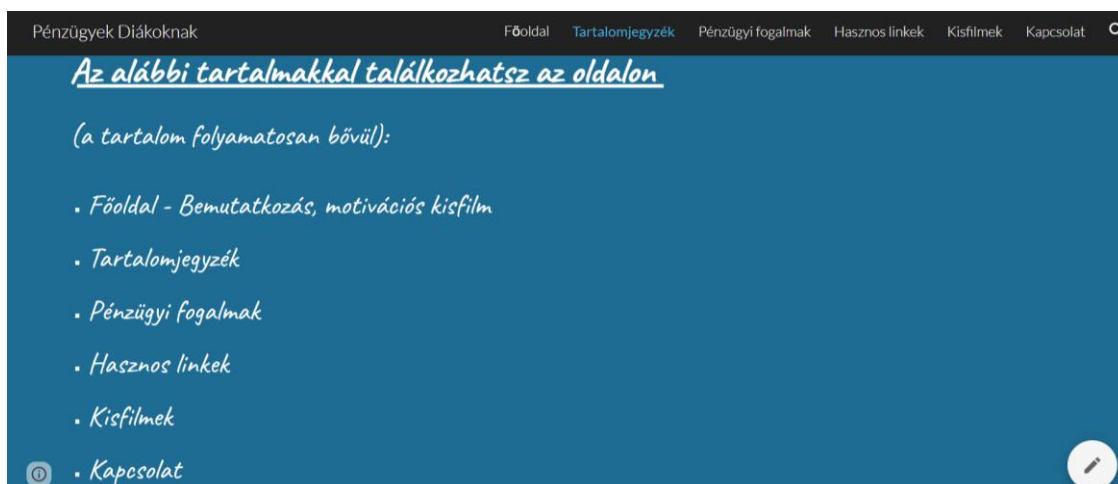 Pénzügyek Diákoknak
Főoldal Tartalomjegyzék Pénzügyi fogalmak Hasznos linkek Kisfilmek Kapcsolat
Az alábbi tartalmakkal találkozhatsz az oldalon
(a tartalom folyamatosan bővül):
▪ Főoldal - Bemutatkozás, motivációs kisfilm
▪ Tartalomjegyzék
▪ Pénzügyi fogalmak
▪ Hasznos linkek
▪ Kisfilmek
▪ Kapcsolat